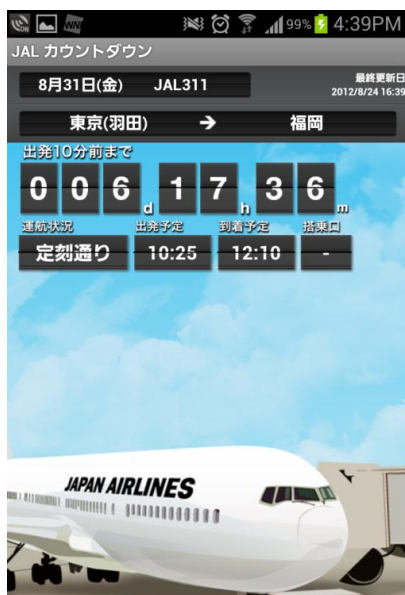 99% 4:39PM
JAL カウントダウン
8月31日(金) JAL311
最終更新日
2012/8/24 16:39
東京(羽田) → 福岡
出発10分前まで
006d17h36m
運航状況 出発予定 到着予定 搭乗口
定刻通り 10:25 12:10 -
JAPAN AIRLINES